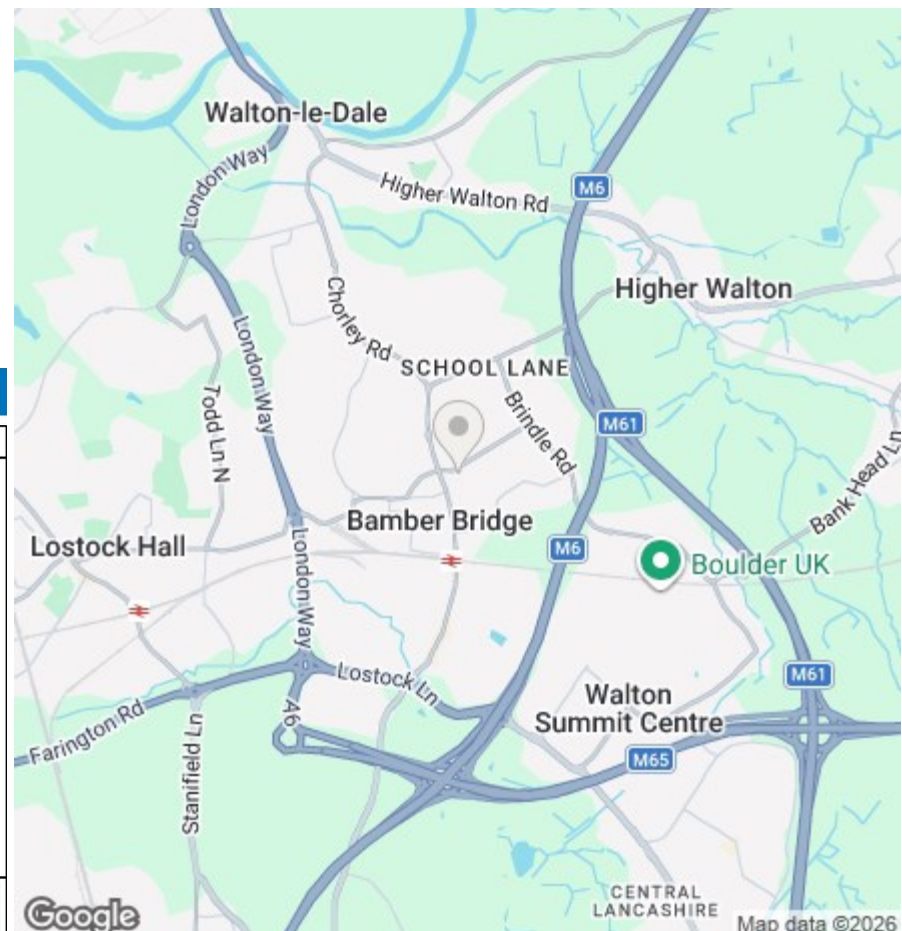 Walton-le-Dale
London Way
Higher Walton Rd
M6
Higher Walton
Chorley Rd
SCHOOL LANE
London Way
Todd Ln N
Brindle Rd
M61
Bank Head Ln
Bamber Bridge
Lostock Hall
M6
Boulder UK
London Way
Lostock Ln
M61
Walton
Summit Centre
Farington Rd
A6
Stanifield Ln
M65
CENTRAL
LANCASHIRE
Google
Map data ©2026